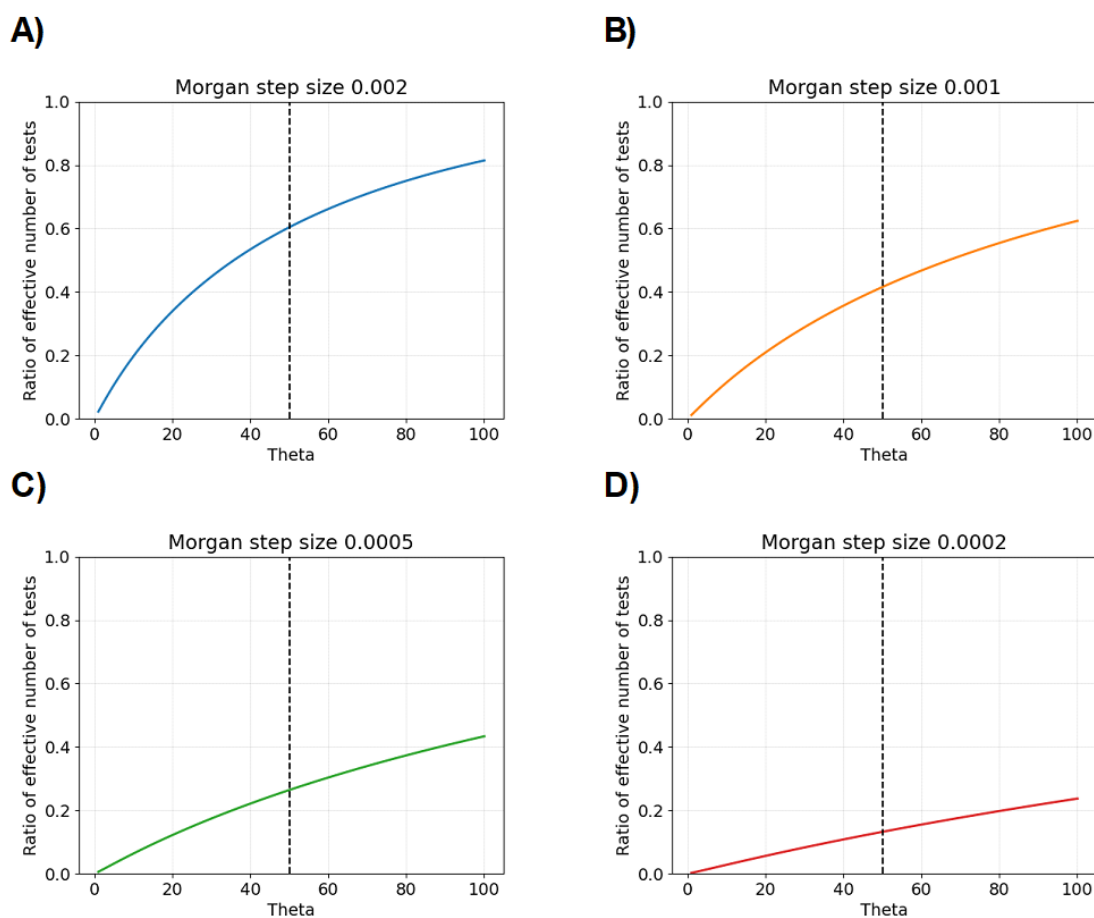 A)
Morgan step size 0.002
Ratio of effective number of tests
1.0
0.8
0.6
0.4
0.2
0.0
0 20 40 60 80 100
Theta
B)
Morgan step size 0.001
Ratio of effective number of tests
1.0
0.8
0.6
0.4
0.2
0.0
0 20 40 60 80 100
Theta
C)
Morgan step size 0.0005
Ratio of effective number of tests
1.0
0.8
0.6
0.4
0.2
0.0
0 20 40 60 80 100
Theta
D)
Morgan step size 0.0002
Ratio of effective number of tests
1.0
0.8
0.6
0.4
0.2
0.0
0 20 40 60 80 100
Theta